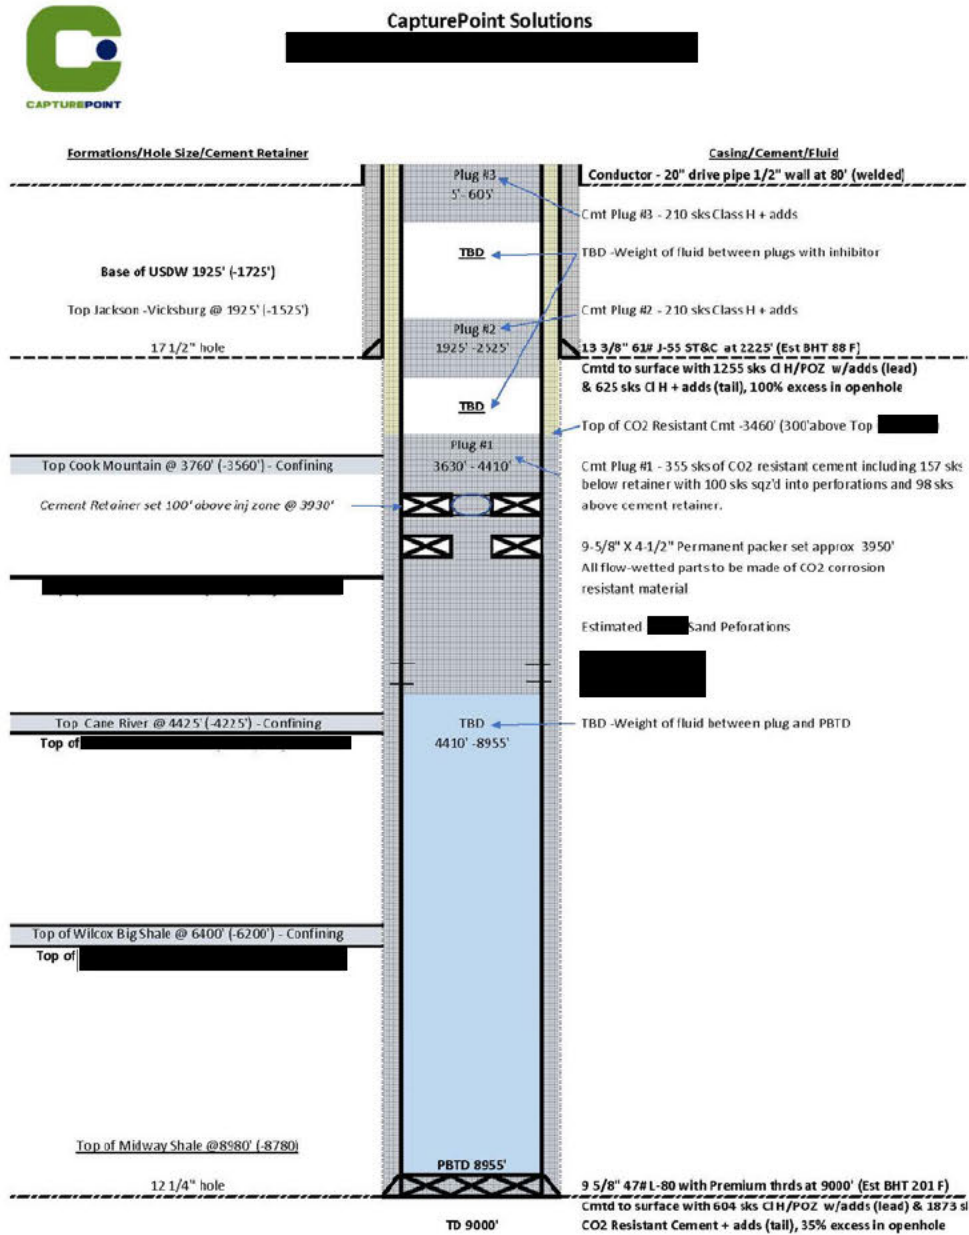 CapturePoint Solutions
CAPTUREPOINT
Formations/Hole Size/Cement Retainer
Casing/Cement/Fluid
Plug #3
5'- 605'
Conductor - 20" drive pipe 1/2" wall at 80' (welded)
Cmt Plug #3 - 210 sks Class H + adds
TBD
TBD -Weight of fluid between plugs with inhibitor
Base of USDW 1925' (-1725')
Top Jackson -Vicksburg @ 1925' (-1525')
Cmt Plug #2 - 210 sks Class H + adds
Plug #2
1925'- 2525'
17 1/2" hole
13 3/8" 61# J-55 ST&C at 2225' (Est BHT 88 F)
Cmtd to surface with 1255 sks Cl H/POZ w/adds (lead)
& 625 sks Cl H + adds (tail), 100% excess in openhole
TBD
Top of CO2 Resistant Cmt -3460' (300'above Top
)
Plug #1
3630' - 4410'
Top Cook Mountain @ 3760' (-3560') - Confining
Cmt Plug #1 - 355 sks of CO2 resistant cement including 157 sks
below retainer with 100 sks sqz'd into perforations and 98 sks
above cement retainer.
Cement Retainer set 100' above inj zone @ 3930'
9-5/8" X 4-1/2" Permanent packer set approx 3950'
All flow-wetted parts to be made of CO2 corrosion
resistant material
Estimated Sand Peforations
Top Cane River @ 4425' (-4225') - Confining
Top of
TBD
4410' -8955'
TBD -Weight of fluid between plug and PBTD
Top of Wilcox Big Shale @ 6400' (-6200') - Confining
Top of
Top of Midway Shale @8980' (-8780)
PBTD 8955'
12 1/4" hole
9 5/8" 47# L-80 with Premium thrds at 9000' (Est BHT 201 F)
Cmtd to surface with 604 sks Cl H/POZ w/adds (lead) & 1873 s
CO2 Resistant Cement + adds (tail), 35% excess in openhole
TD 9000'